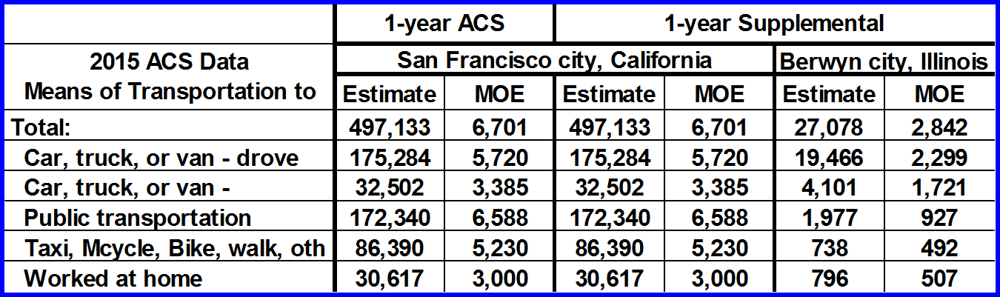 1-year ACS 1-year Supplemental
2015 ACS Data San Francisco city, California Berwyn city, Illinois
Means of Transportation to Estimate MOE Estimate MOE Estimate MOE
Total: 497,133 6,701 497,133 6,701 27,078 2,842
Car, truck, or van - drove 175,284 5,720 175,284 5,720 19,466 2,299
Car, truck, or van - 32,502 3,385 32,502 3,385 4,101 1,721
Public transportation 172,340 6,588 172,340 6,588 1,977 927
Taxi, Mcycle, Bike, walk, oth 86,390 5,230 86,390 5,230 738 492
Worked at home 30,617 3,000 30,617 3,000 796 507